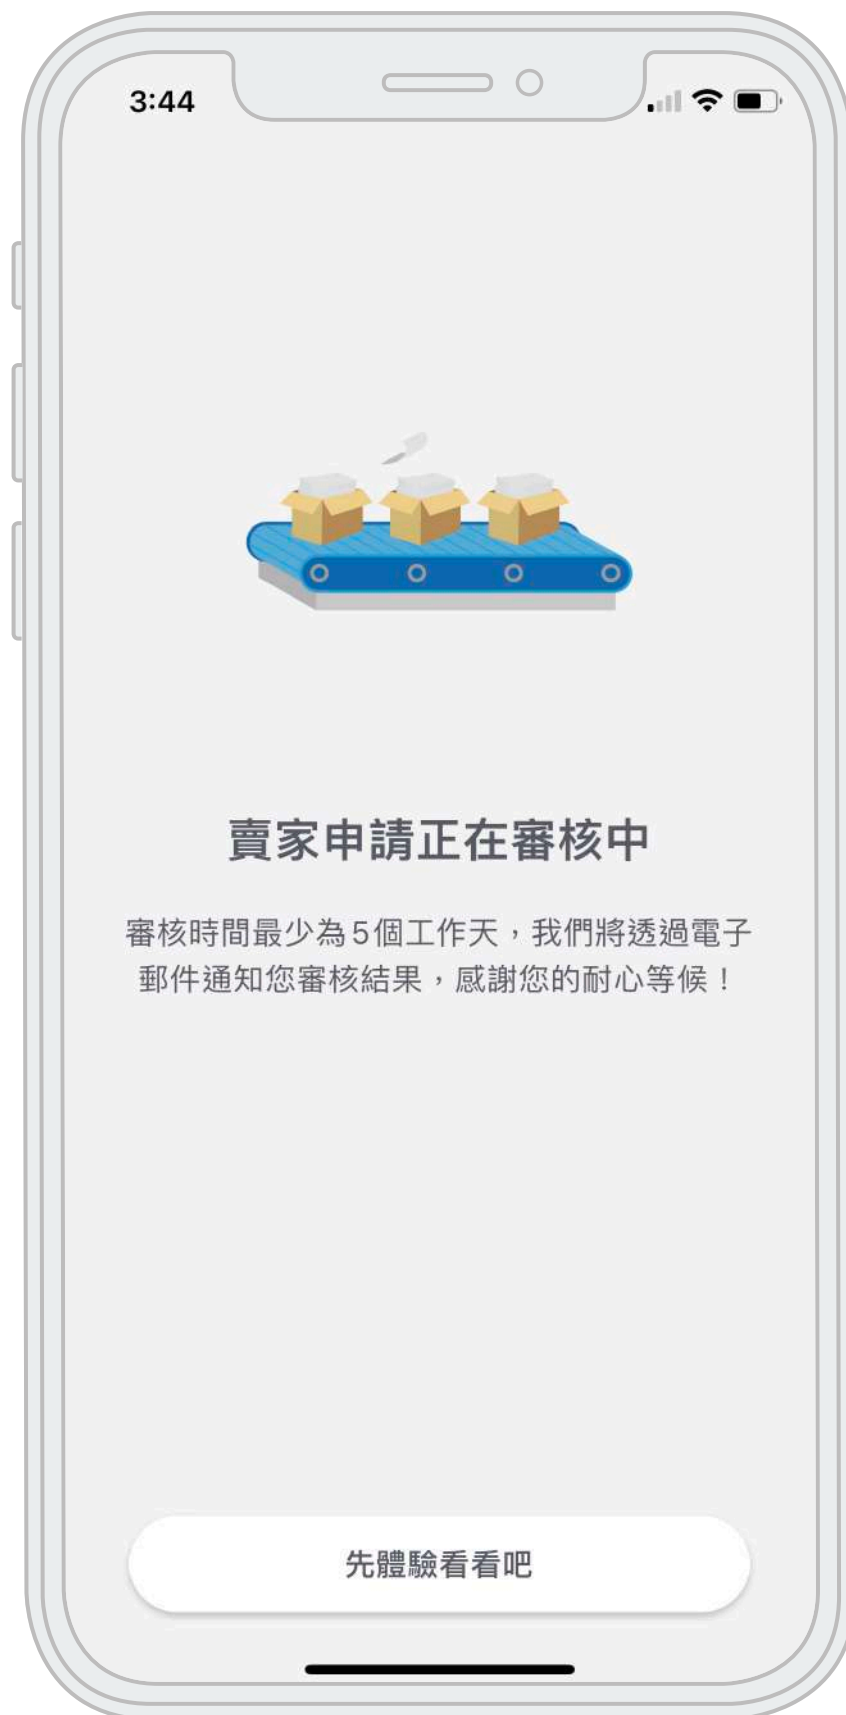 3:44
賣家申請正在審核中
審核時間最少為5個工作天，我們將透過電子
郵件通知您審核結果，感謝您的耐心等候！
先體驗看看吧